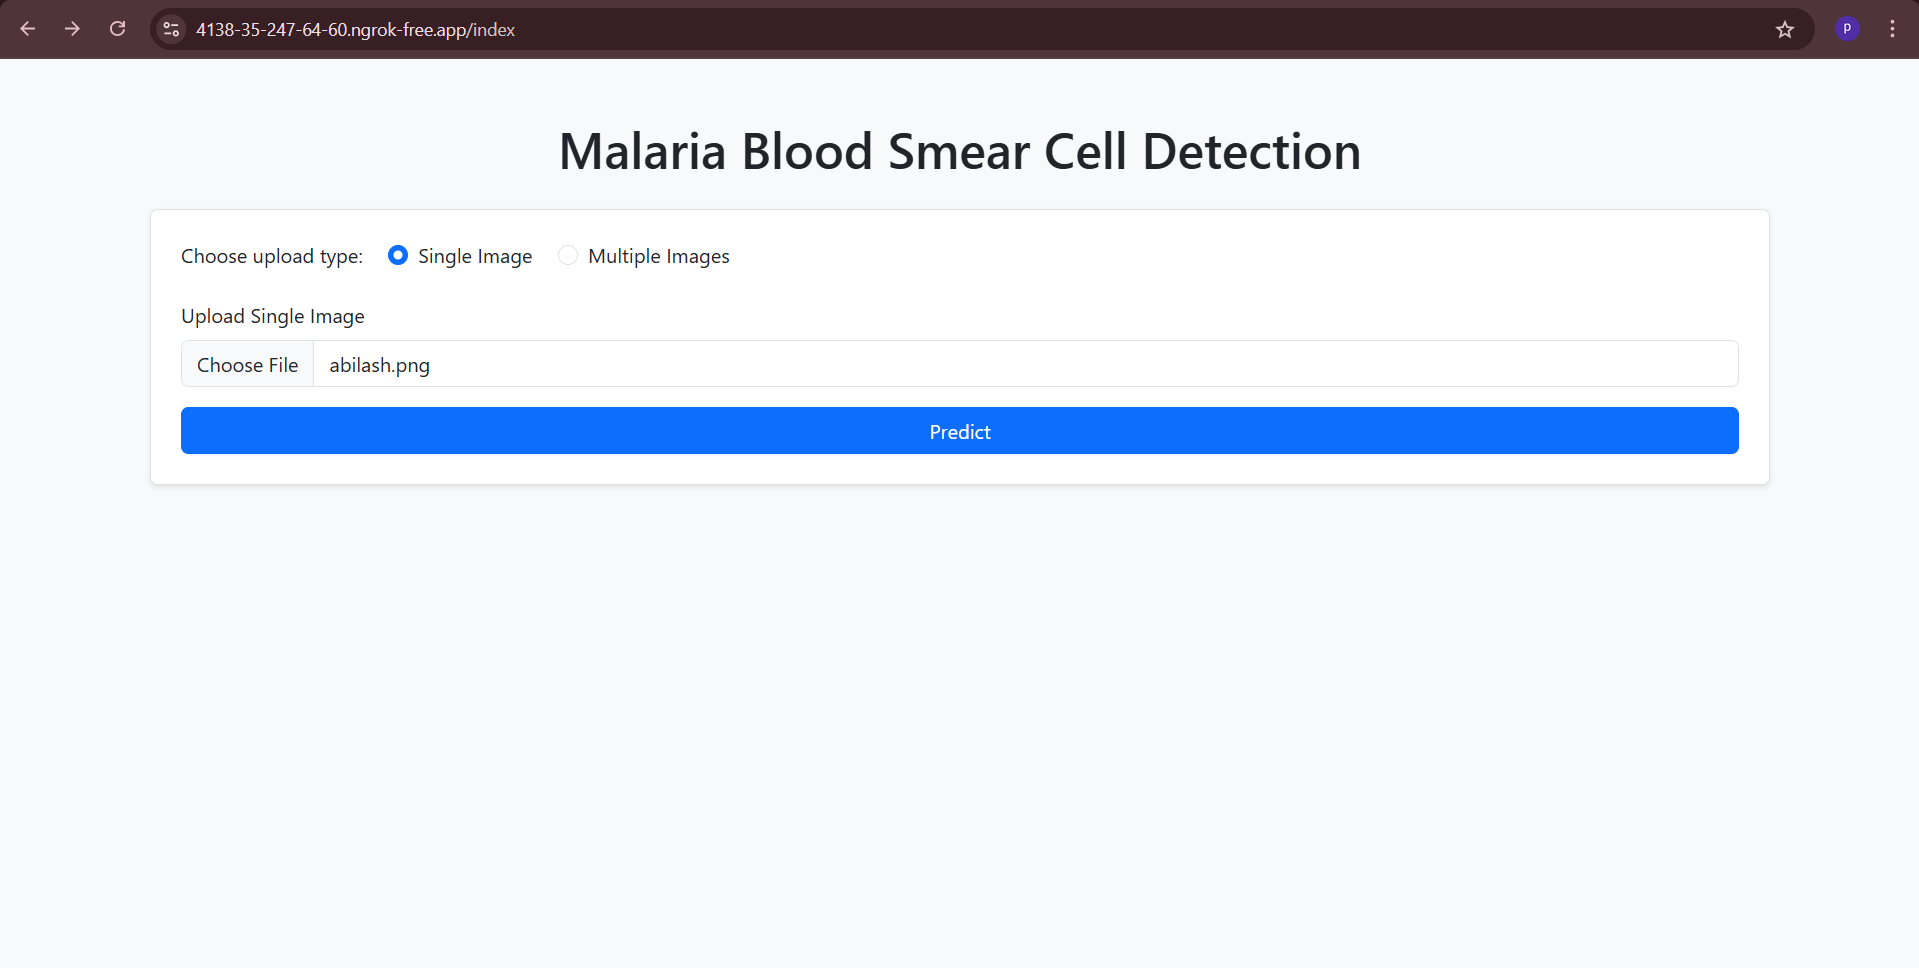 4138-35-247-64-60.ngrok-free.app/index
p
Malaria Blood Smear Cell Detection
Choose upload type: Single Image Multiple Images
Upload Single Image
Choose File abilash.png
Predict